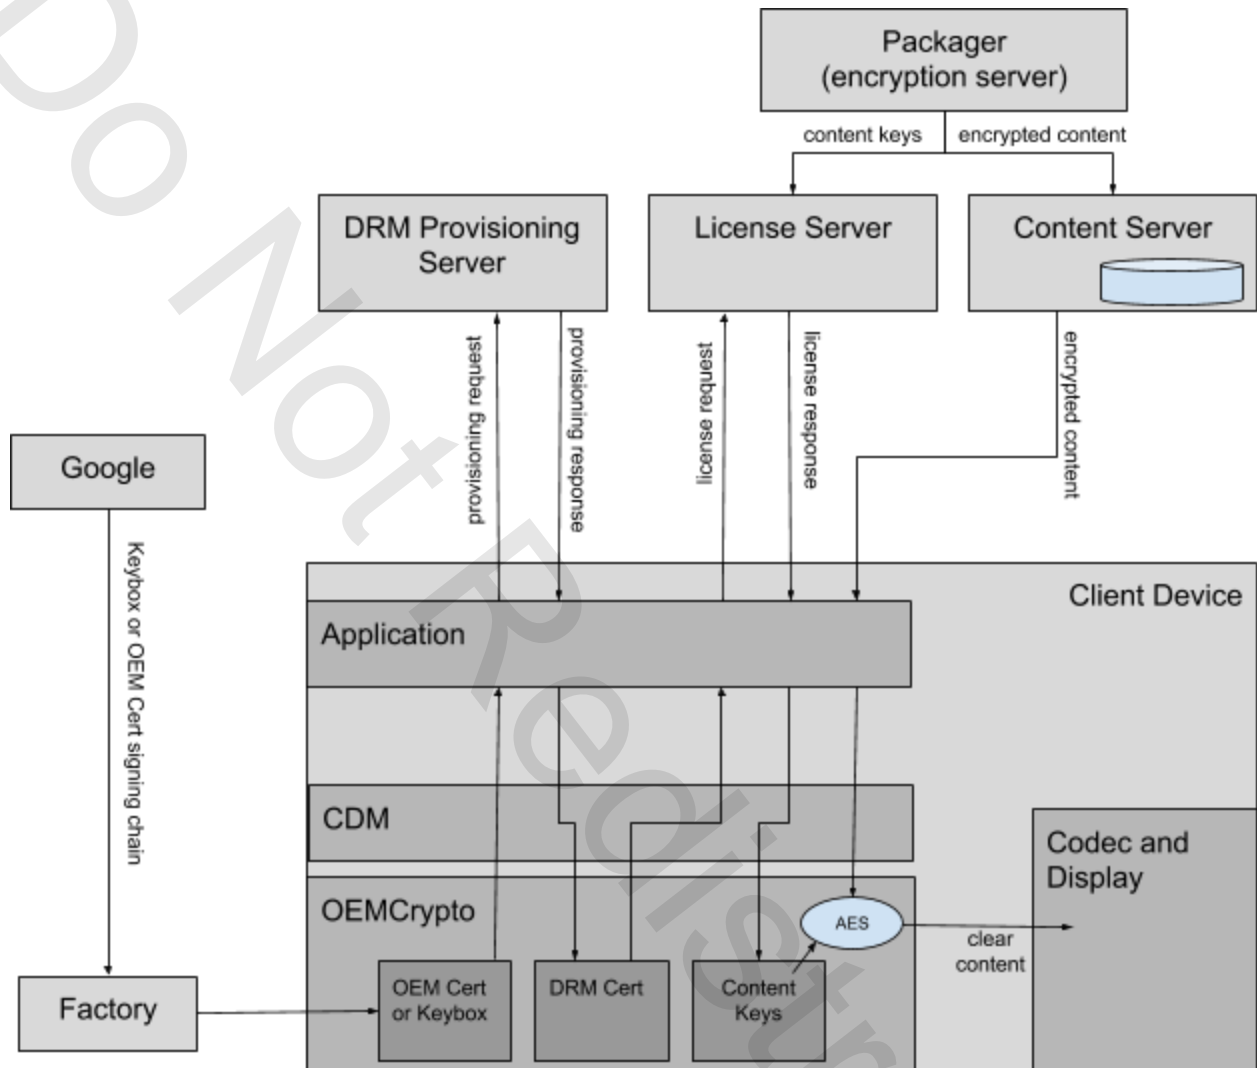 Packager
(encryption server)
content keys
encrypted content
DRM Provisioning
Server
License Server
Content Server
provisioning request
provisioning response
license request
license response
encrypted content
Google
Keybox or OEM Cert signing chain
Client Device
Application
CDM
Codec and
Display
OEMCrypto
AES
clear
content
Factory
OEM Cert
or Keybox
DRM Cert
Content
Keys
Do Not Redistr